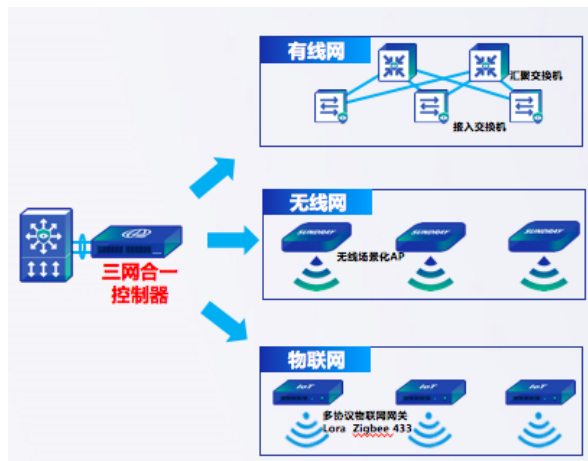 有线网
汇聚交换机
接入交换机
无线网
SUNDRAY
SUNDRAY
SUNDRAY
无线场景化AP
三网合一
控制器
物联网
IoT
IoT
IoT
多协议物联网网关
Lora Zigbee 433